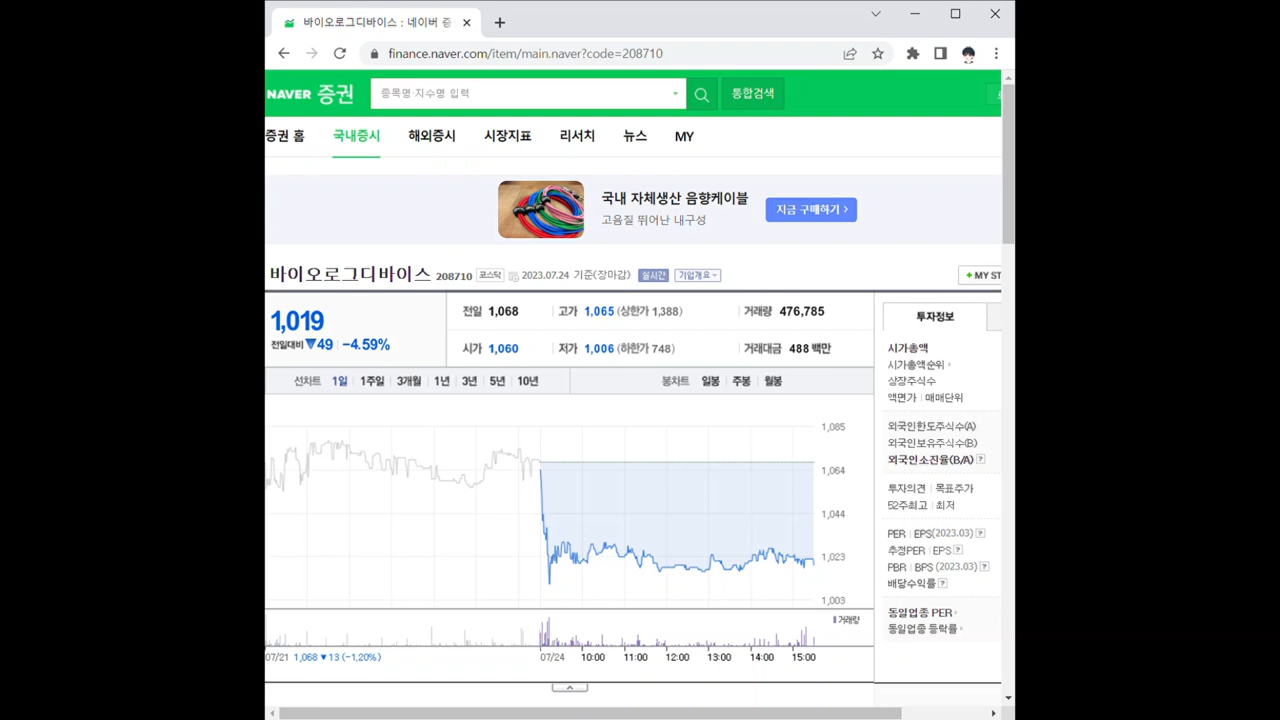 바이오로그디바이스 : 네이버 증
finance.naver.com/item/main.naver?code=208710
NAVER 증권
종목명·지수명 입력
통합검색
증권 홈 국내증시 해외증시 시장지표 리서치 뉴스 MY
국내 자체생산 음향케이블
고음질 뛰어난 내구성
지금 구매하기 >
바이오로그디바이스 208710 코스닥 2023.07.24 기준(장마감) 실시간 기업개요
+ MY ST
1,019
전일대비 ▼49 -4.59%
전일 1,068 고가 1,065 (상한가 1,388) 거래량 476,785
시가 1,060 저가 1,006 (하한가 748) 거래대금 488 백만
선차트 1일 1주일 3개월 1년 3년 5년 10년 봉차트 일봉 주봉 월봉
1,085
1,064
1,044
1,023
1,003
거래량
07/21 1,068 ▼ 13 (-1.20%)
07/24 10:00 11:00 12:00 13:00 14:00 15:00
투자정보
시가총액
시가총액순위
상장주식수
액면가 | 매매단위
외국인한도주식수(A)
외국인보유주식수(B)
외국인소진율(B/A) ?
투자의견 | 목표주가
52주최고 | 최저
PER | EPS(2023.03) ?
추정PER | EPS ?
PBR | BPS (2023.03) ?
배당수익률 ?
동일업종 PER
동일업종 등락률